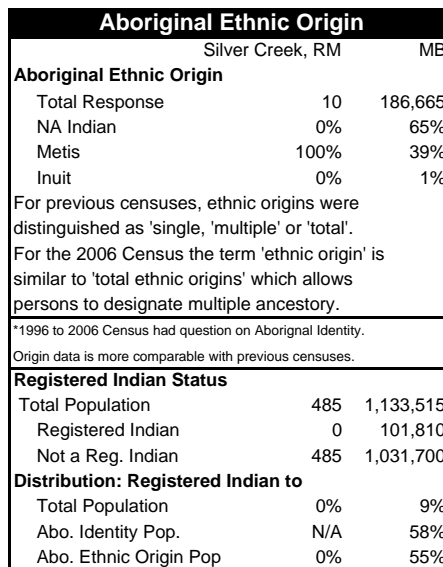 Aboriginal Ethnic Origin
Silver Creek, RM MB
Aboriginal Ethnic Origin
Total Response 10 186,665
NA Indian 0% 65%
Metis 100% 39%
Inuit 0% 1%
For previous censuses, ethnic origins were
distinguished as 'single, 'multiple' or 'total'.
For the 2006 Census the term 'ethnic origin' is
similar to 'total ethnic origins' which allows
persons to designate multiple ancestory.
*1996 to 2006 Census had question on Aborignal Identity.
Origin data is more comparable with previous censuses.
Registered Indian Status
Total Population 485 1,133,515
Registered Indian 0 101,810
Not a Reg. Indian 485 1,031,700
Distribution: Registered Indian to
Total Population 0% 9%
Abo. Identity Pop. N/A 58%
Abo. Ethnic Origin Pop 0% 55%